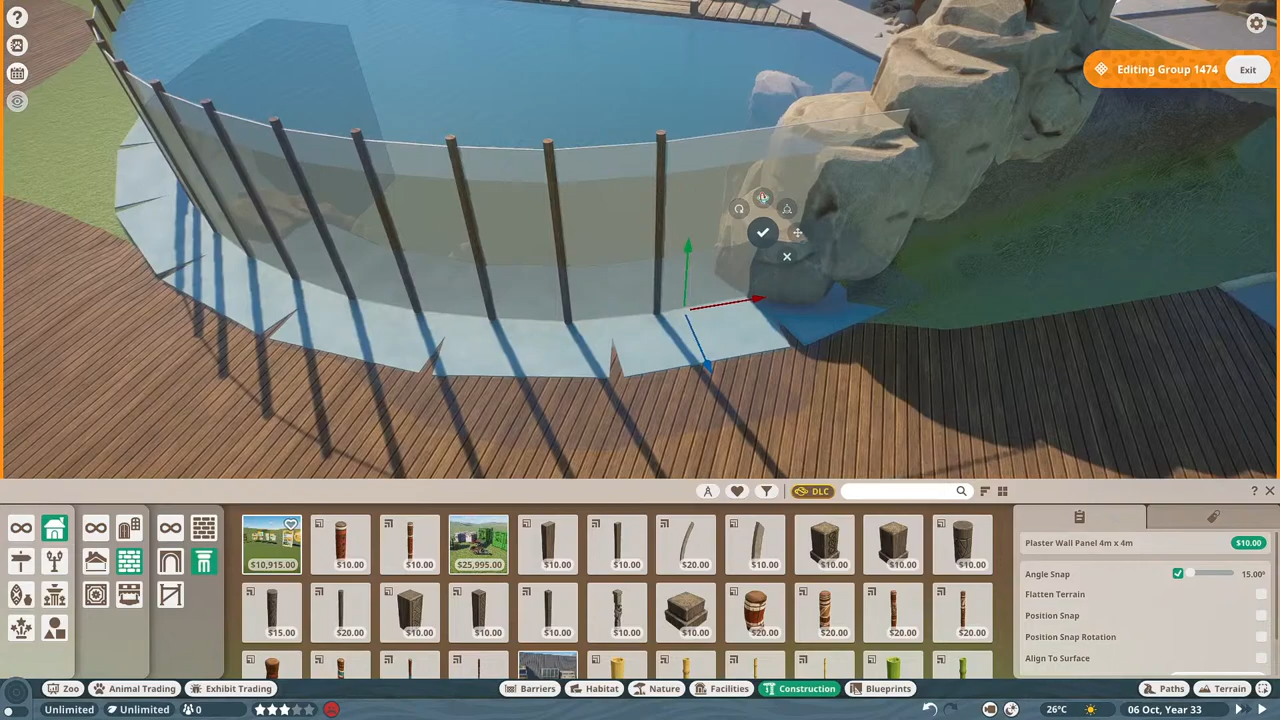 ?
Editing Group 1474
Exit
A
DLC
?
$10,915.00
$10.00
$10.00
$25,995.00
$10.00
$10.00
$20.00
$10.00
$10.00
$10.00
$10.00
$15.00
$20.00
$10.00
$10.00
$10.00
$10.00
$10.00
$20.00
$20.00
$20.00
$20.00
Plaster Wall Panel 4m x 4m
$10.00
Angle Snap
15.00°
Flatten Terrain
Position Snap
Position Snap Rotation
Align To Surface
Zoo
Animal Trading
Exhibit Trading
Barriers
Habitat
Nature
Facilities
Construction
Blueprints
Paths
Terrain
Unlimited
Unlimited
0
26°C
06 Oct, Year 33